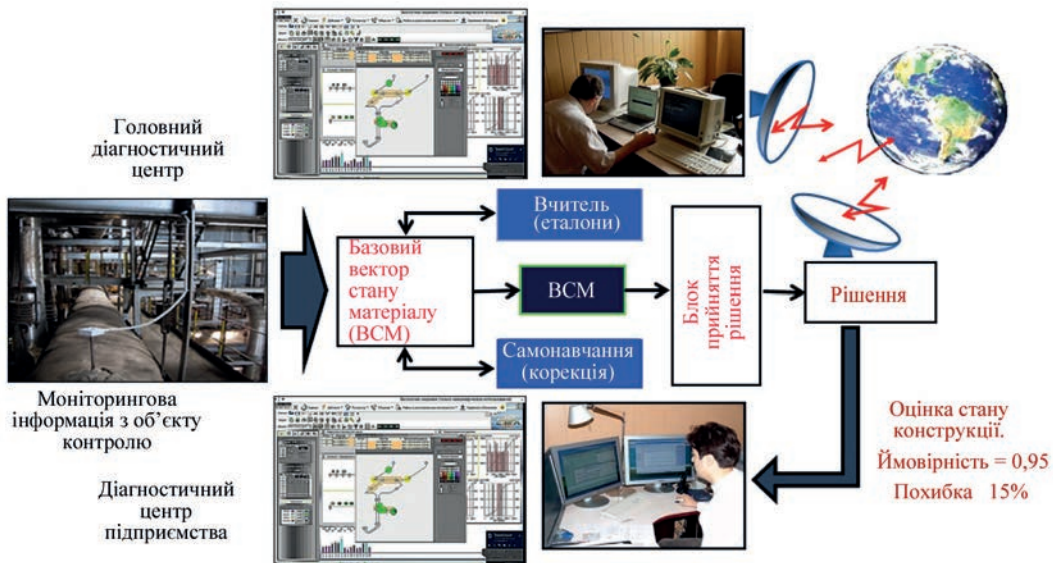 Головний
діагностичний
центр
Вчитель
(еталони)
Базовий
вектор
стану
матеріалу
(ВСМ)
ВСМ
Блок
прийняття
рішення
Рішення
Самонавчання
(корекція)
Моніторингова
інформація з об’єкту
контролю
Діагностичний
центр
підприємства
Оцінка стану
конструкції.
Ймовірність = 0,95
Похибка 15%